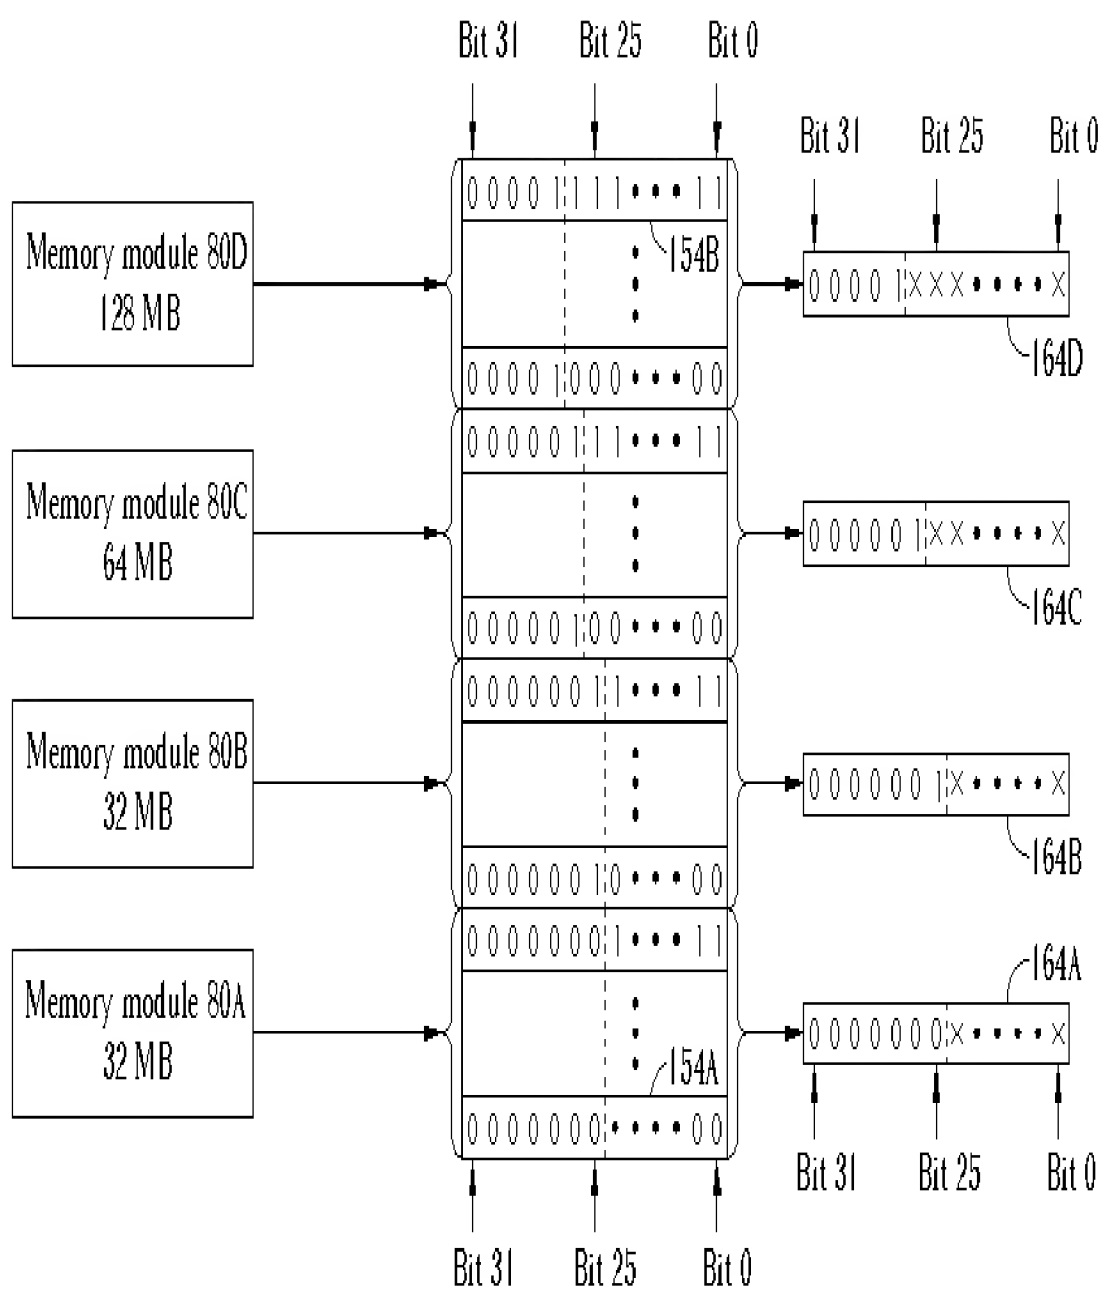 Bit 31 Bit 25 Bit 0
Bit 31 Bit 25 Bit 0
0 0 0 0 1 1 1 1 • • • 1 1
154B
Memory module 80D
128 MB
0 0 0 0 1 X X X • • • • X
164D
0 0 0 0 1 0 0 0 • • • 0 0
0 0 0 0 0 1 1 1 • • • 1 1
Memory module 80C
64 MB
0 0 0 0 0 1 X X • • • • X
164C
0 0 0 0 0 1 0 0 • • • 0 0
0 0 0 0 0 0 1 1 • • • 1 1
Memory module 80B
32 MB
0 0 0 0 0 0 1 X • • • • X
164B
0 0 0 0 0 0 1 0 • • • 0 0
0 0 0 0 0 0 0 1 • • • 1 1
164A
Memory module 80A
32 MB
0 0 0 0 0 0 0 X • • • • X
154A
0 0 0 0 0 0 0 • • • • 0 0
Bit 31 Bit 25 Bit 0
Bit 31 Bit 25 Bit 0